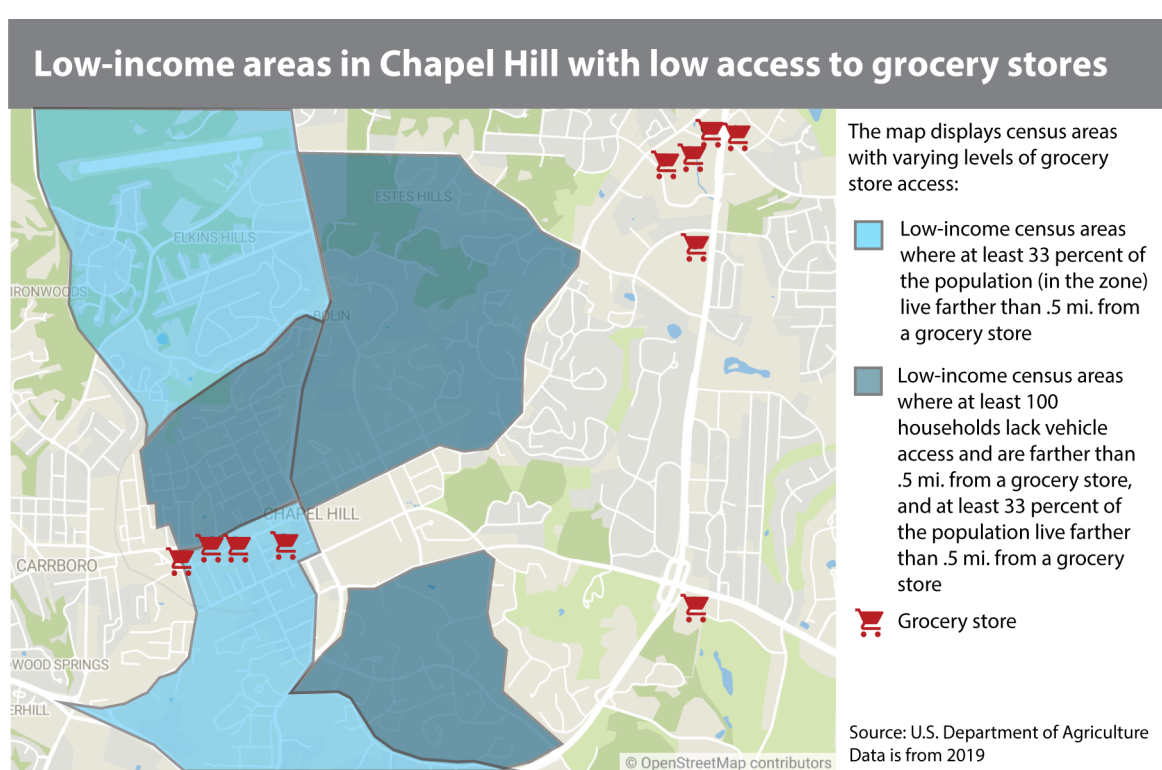 Low-income areas in Chapel Hill with low access to grocery stores
The map displays census areas
with varying levels of grocery
store access:
Low-income census areas
where at least 33 percent of
the population (in the zone)
live farther than .5 mi. from
a grocery store
Low-income census areas
where at least 100
households lack vehicle
access and are farther than
.5 mi. from a grocery store,
and at least 33 percent of
the population live farther
than .5 mi. from a grocery
store
Grocery store
Source: U.S. Department of Agriculture
Data is from 2019
ESTES HILLS
ELKINS HILLS
IRONWOODS
BOLIN
CHAPEL HILL
CARRBORO
WOOD SPRINGS
ERHILL
© OpenStreetMap contributors